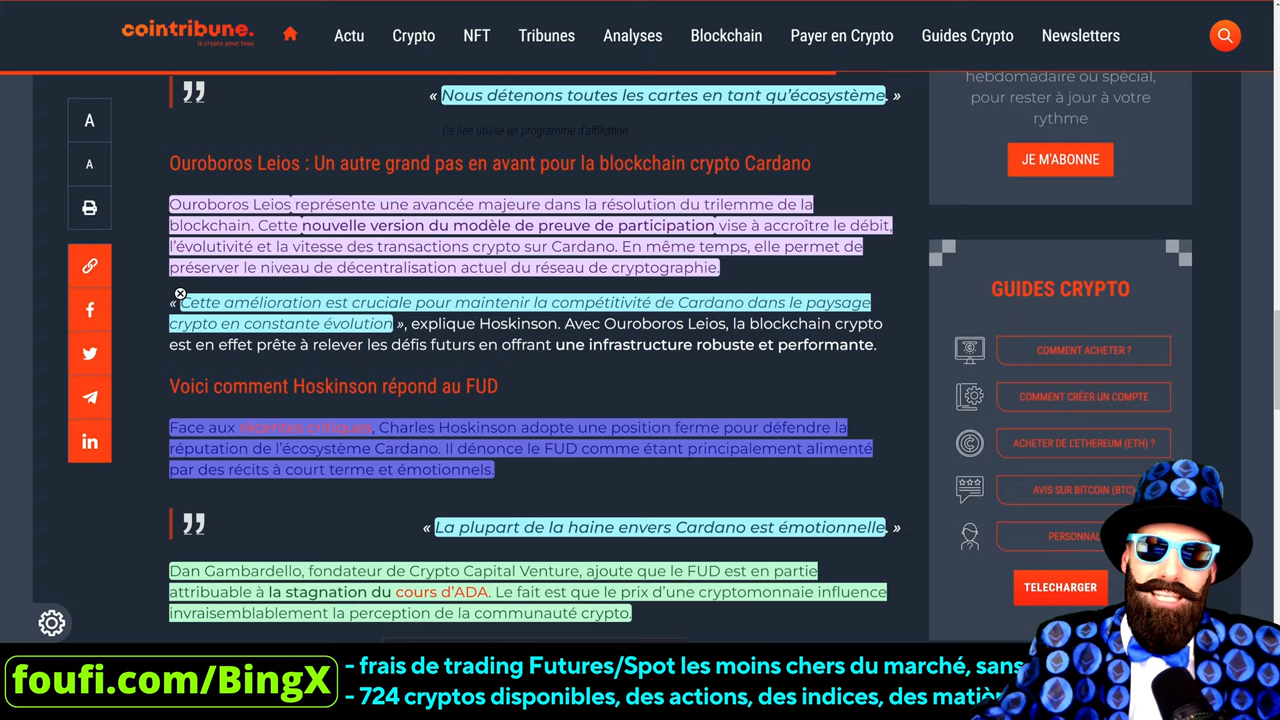 cointribune.
la crypto pour tous
Actu
Crypto
NFT
Tribunes
Analyses
Blockchain
Payer en Crypto
Guides Crypto
Newsletters
« Nous détenons toutes les cartes en tant qu’écosystème. »
Ce lien utilise un programme d’affiliation
Ouroboros Leios : Un autre grand pas en avant pour la blockchain crypto Cardano
Ouroboros Leios représente une avancée majeure dans la résolution du trilemme de la
blockchain. Cette nouvelle version du modèle de preuve de participation vise à accroître le débit,
l’évolutivité et la vitesse des transactions crypto sur Cardano. En même temps, elle permet de
préserver le niveau de décentralisation actuel du réseau de cryptographie.
« Cette amélioration est cruciale pour maintenir la compétitivité de Cardano dans le paysage
crypto en constante évolution », explique Hoskinson. Avec Ouroboros Leios, la blockchain crypto
est en effet prête à relever les défis futurs en offrant une infrastructure robuste et performante.
Voici comment Hoskinson répond au FUD
Face aux récentes critiques, Charles Hoskinson adopte une position ferme pour défendre la
réputation de l’écosystème Cardano. Il dénonce le FUD comme étant principalement alimenté
par des récits à court terme et émotionnels.
« La plupart de la haine envers Cardano est émotionnelle. »
Dan Gambardello, fondateur de Crypto Capital Venture, ajoute que le FUD est en partie
attribuable à la stagnation du cours d’ADA. Le fait est que le prix d’une cryptomonnaie influence
invraisemblablement la perception de la communauté crypto.
A
A
hebdomadaire ou spécial,
pour rester à jour à votre
rythme
JE M'ABONNE
GUIDES CRYPTO
COMMENT ACHETER ?
COMMENT CRÉER UN COMPTE
ACHETER DE L'ETHEREUM (ETH) ?
AVIS SUR BITCOIN (BTC)
TELECHARGER
foufi.com/BingX
- frais de trading Futures/Spot les moins chers du marché, sans
- 724 cryptos disponibles, des actions, des indices, des